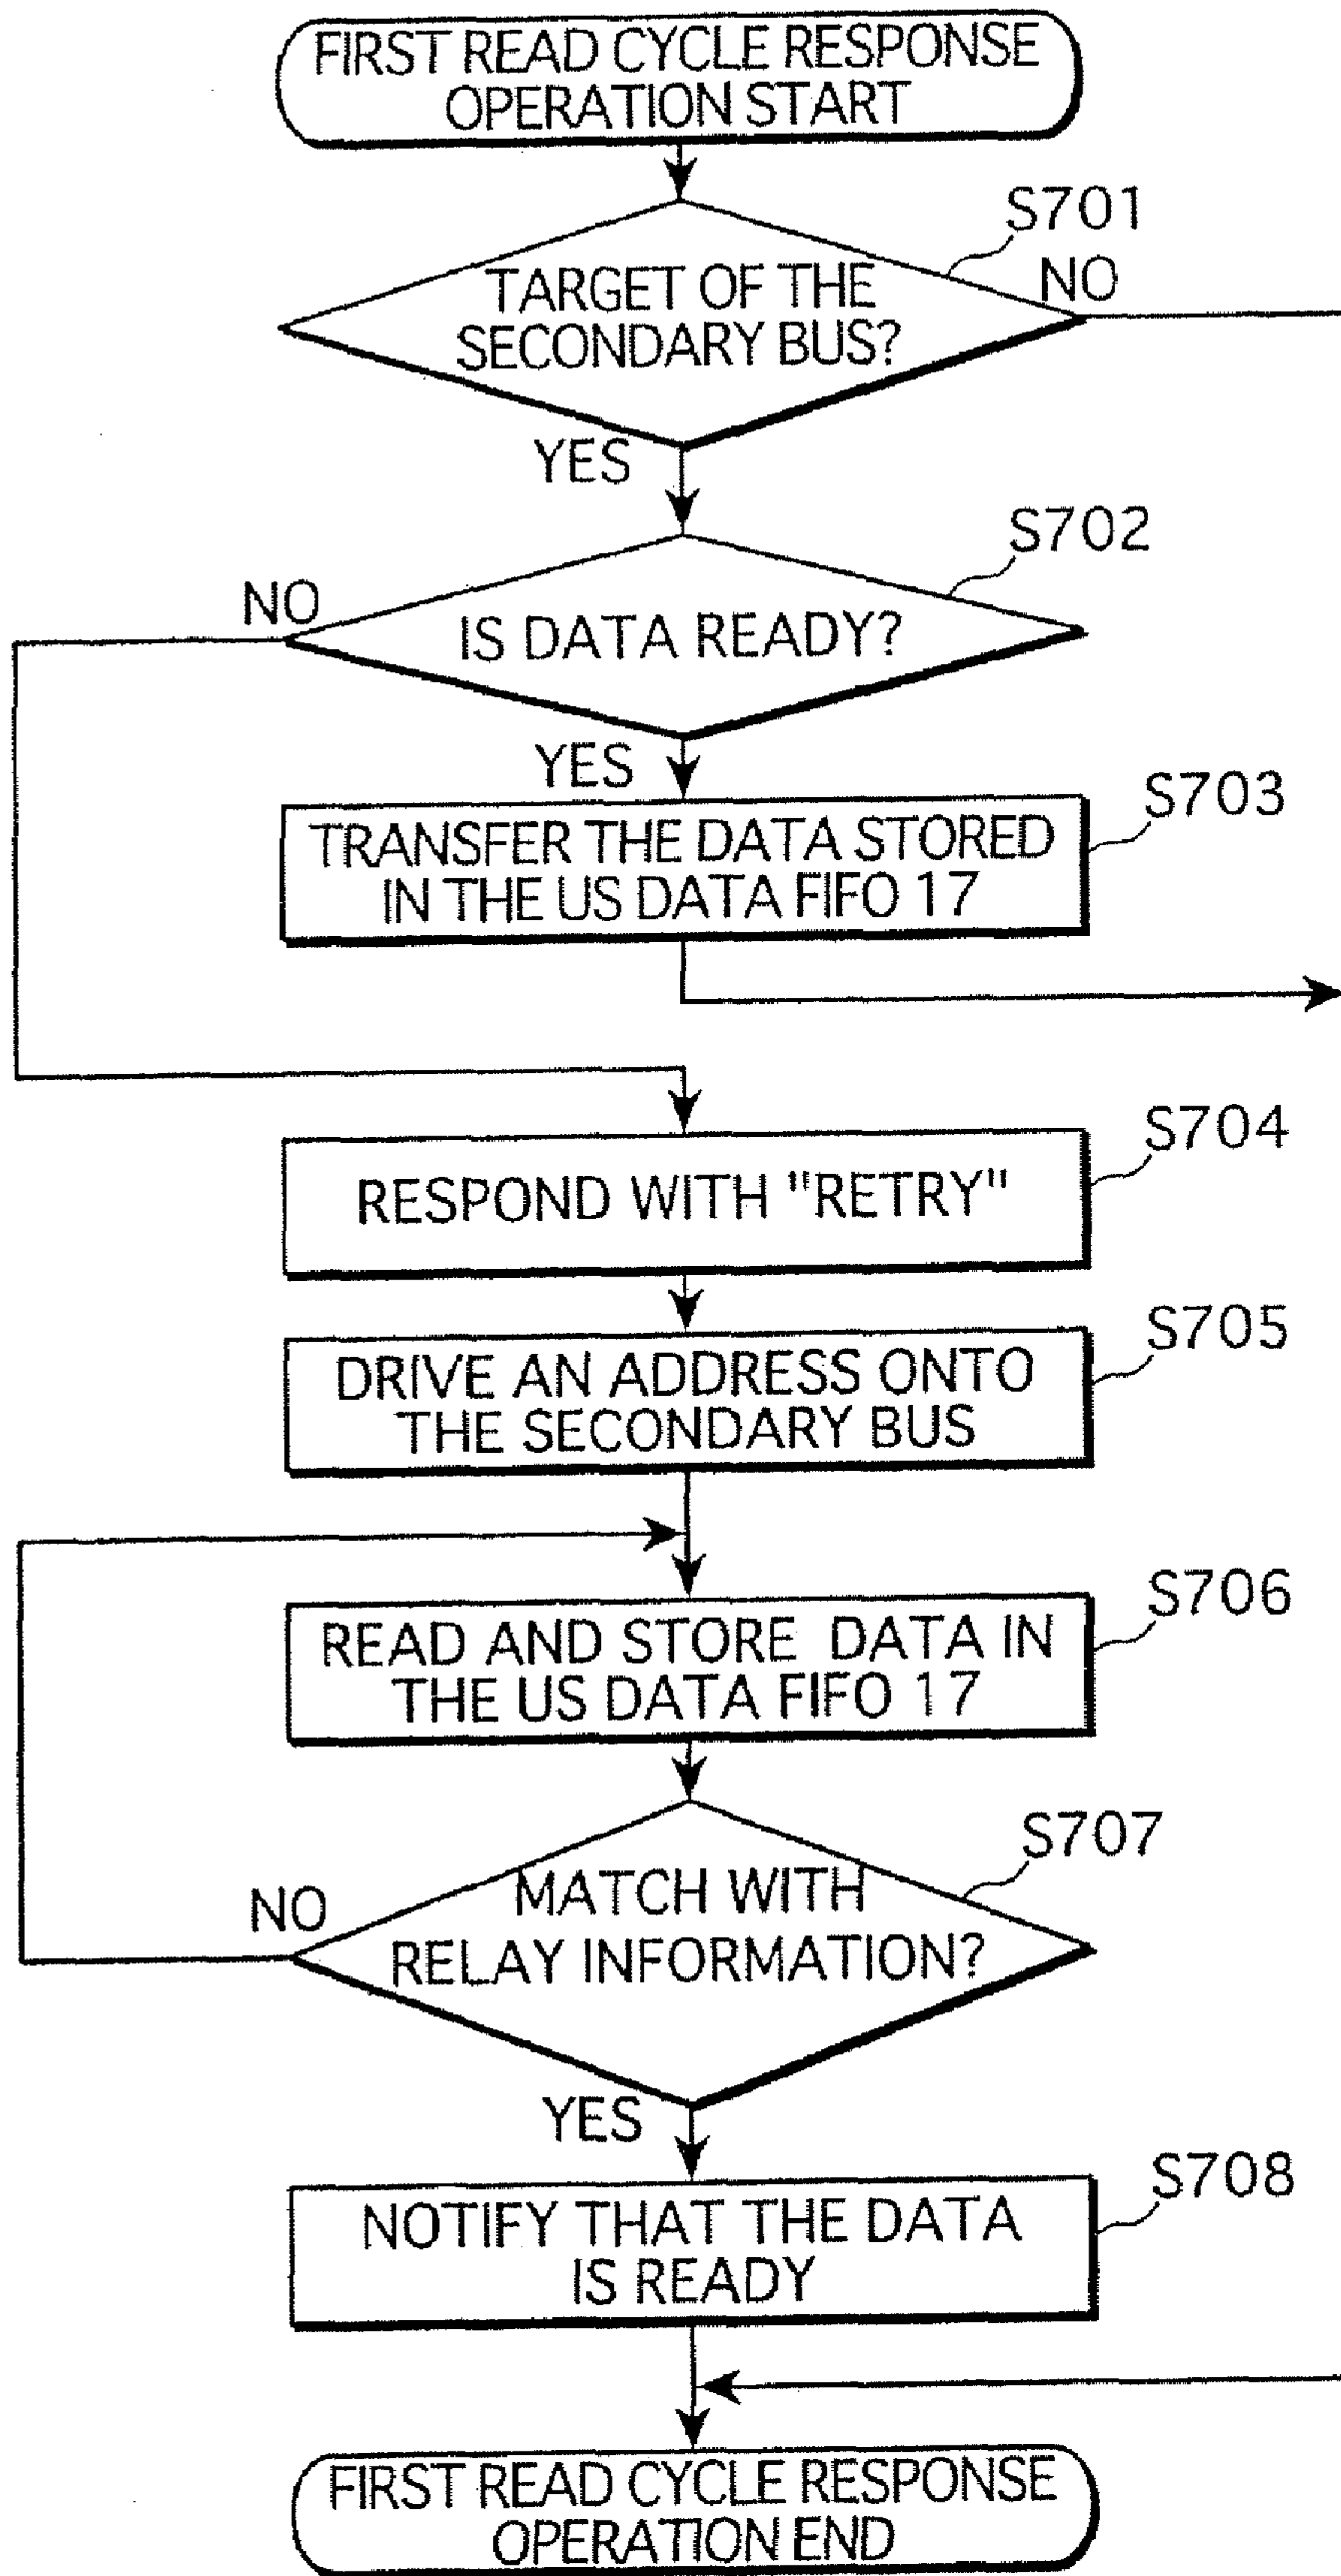 FIRST READ CYCLE RESPONSE
OPERATION START
S701
TARGET OF THE
SECONDARY BUS?
NO
YES
S702
NO
IS DATA READY?
YES
S703
TRANSFER THE DATA STORED
IN THE US DATA FIFO 17
S704
RESPOND WITH "RETRY"
S705
DRIVE AN ADDRESS ONTO
THE SECONDARY BUS
S706
READ AND STORE DATA IN
THE US DATA FIFO 17
S707
MATCH WITH
RELAY INFORMATION?
NO
YES
S708
NOTIFY THAT THE DATA
IS READY
FIRST READ CYCLE RESPONSE
OPERATION END